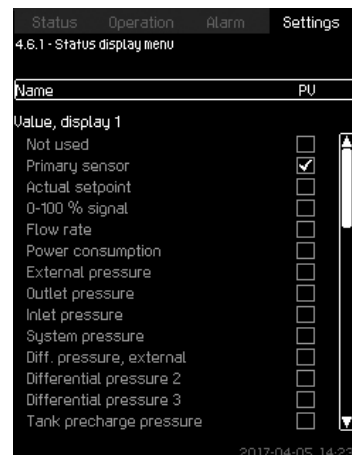 Status Operation Alarm Settings
4.6.1 - Status display menu
Name PV
Value, display 1
Not used
Primary sensor
Actual setpoint
0-100 % signal
Flow rate
Power consumption
External pressure
Outlet pressure
Inlet pressure
System pressure
Diff. pressure, external
Differential pressure 2
Differential pressure 3
Tank precharge pressure
2017-04-05 14:23